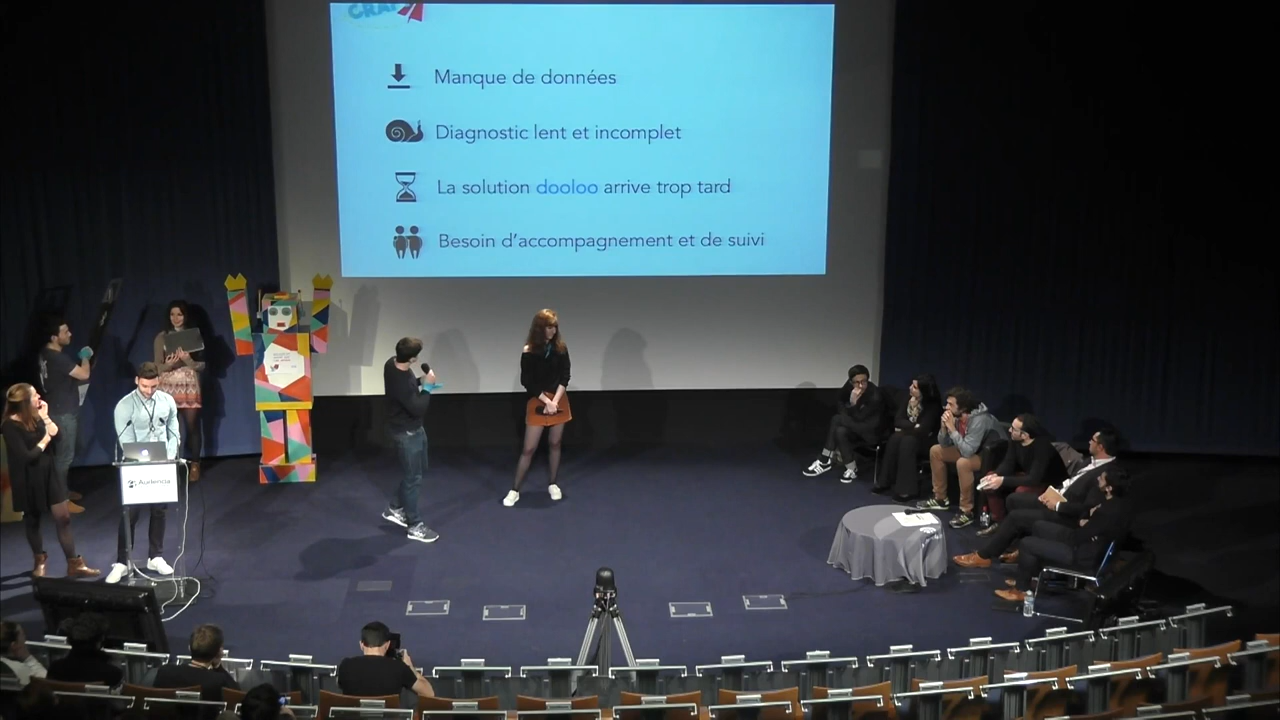 CRA
Manque de données
Diagnostic lent et incomplet
La solution dooloo arrive trop tard
Besoin d'accompagnement et de suivi
Audencia